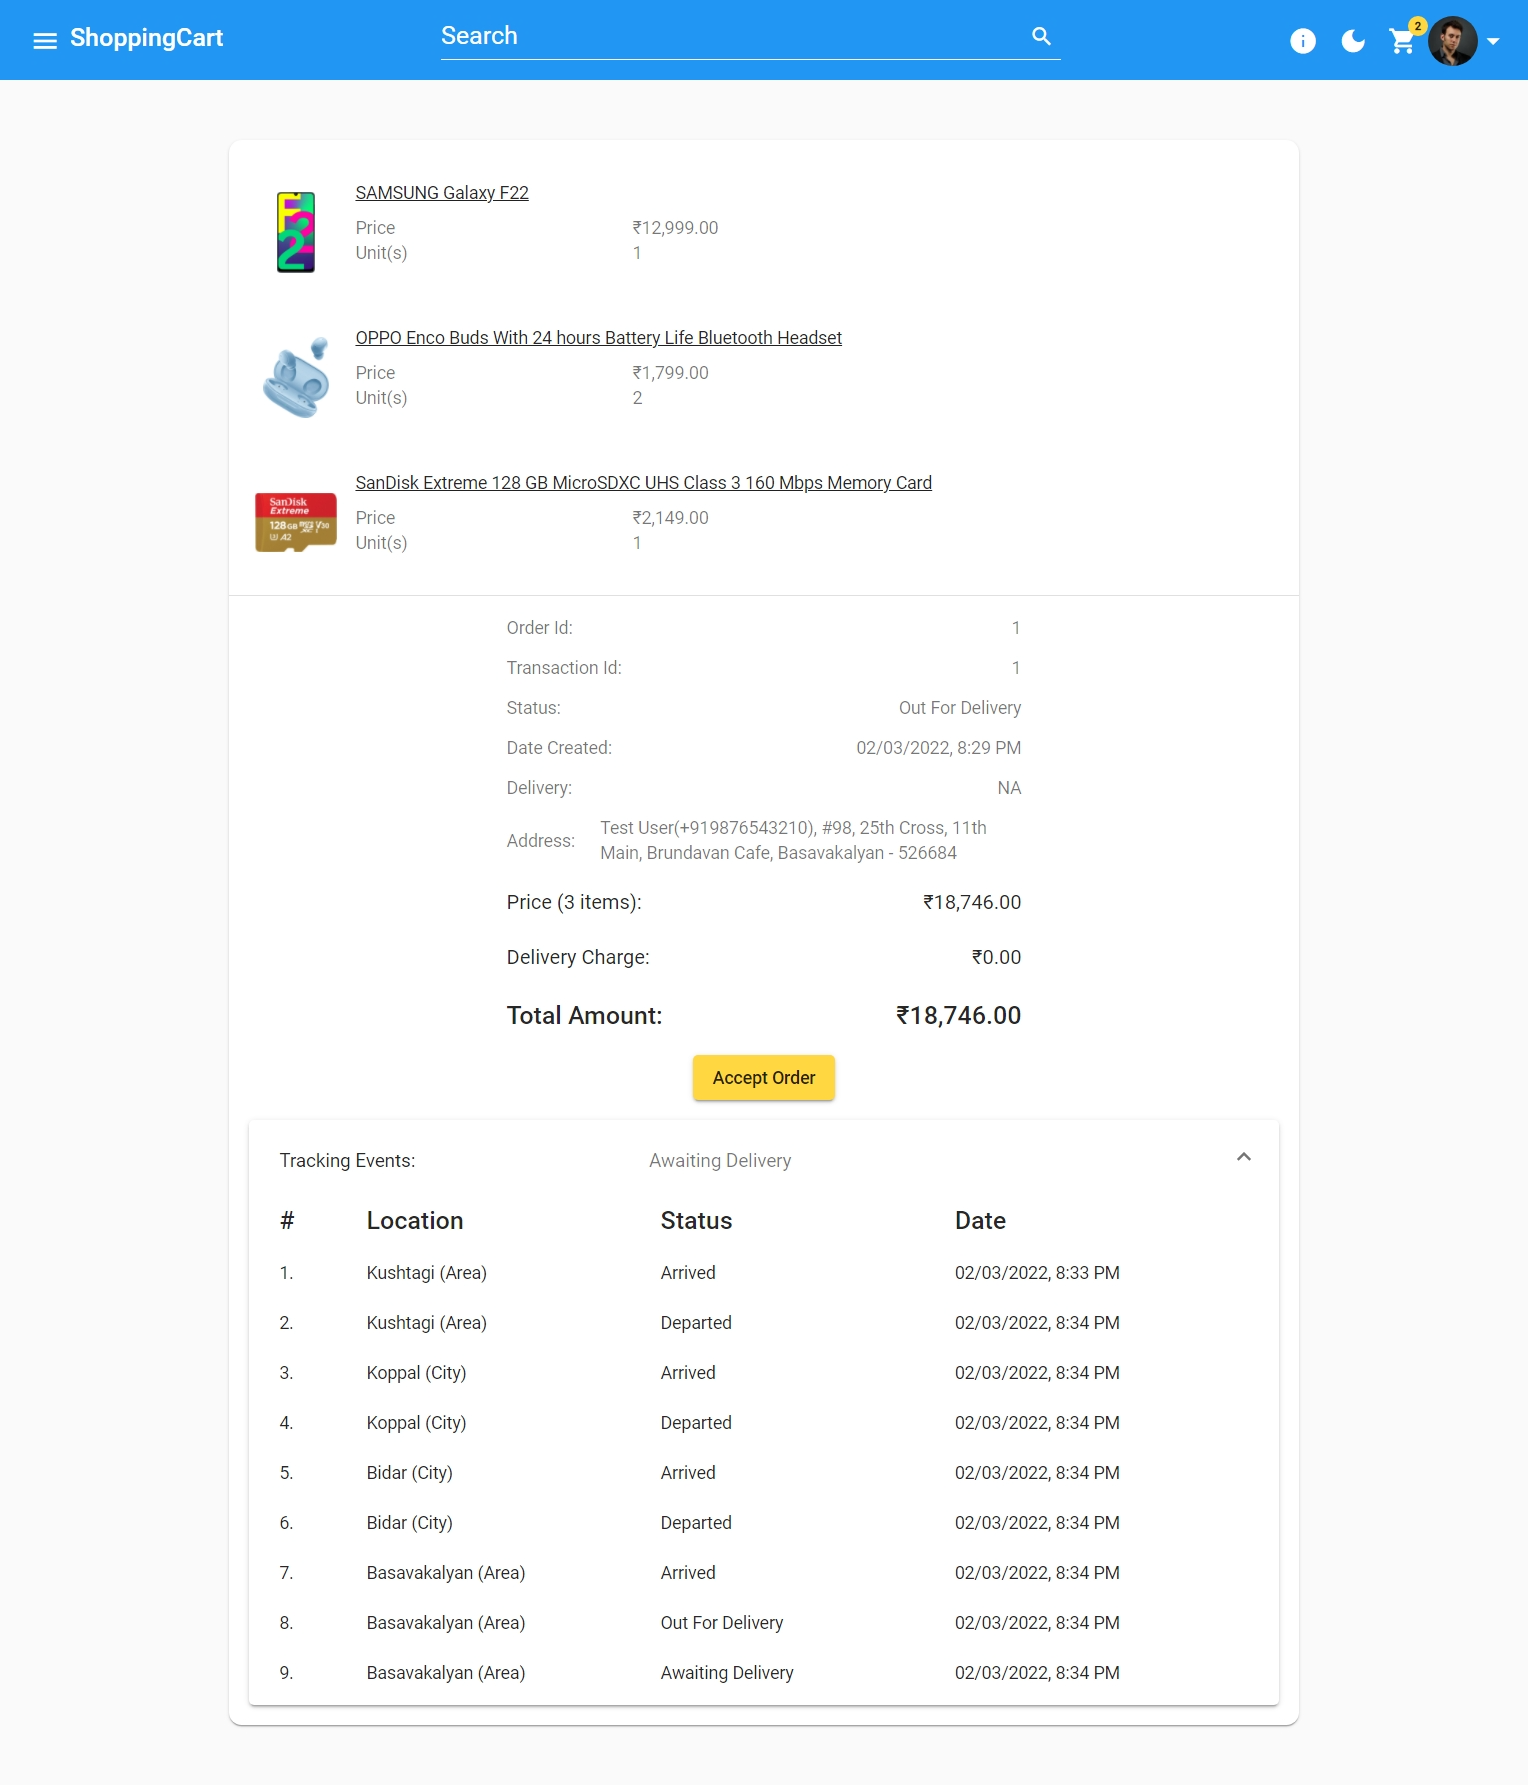 ShoppingCart
Search
2
SAMSUNG Galaxy F22
Price ₹12,999.00
Unit(s) 1
OPPO Enco Buds With 24 hours Battery Life Bluetooth Headset
Price ₹1,799.00
Unit(s) 2
SanDisk Extreme 128 GB MicroSDXC UHS Class 3 160 Mbps Memory Card
SanDisk
Extreme
128GB V30
A2
Price ₹2,149.00
Unit(s) 1
Order Id: 1
Transaction Id: 1
Status: Out For Delivery
Date Created: 02/03/2022, 8:29 PM
Delivery: NA
Address: Test User(+919876543210), #98, 25th Cross, 11th
Main, Brundavan Cafe, Basavakalyan - 526684
Price (3 items): ₹18,746.00
Delivery Charge: ₹0.00
Total Amount: ₹18,746.00
Accept Order
Tracking Events: Awaiting Delivery
# Location Status Date
1. Kushtagi (Area) Arrived 02/03/2022, 8:33 PM
2. Kushtagi (Area) Departed 02/03/2022, 8:34 PM
3. Koppal (City) Arrived 02/03/2022, 8:34 PM
4. Koppal (City) Departed 02/03/2022, 8:34 PM
5. Bidar (City) Arrived 02/03/2022, 8:34 PM
6. Bidar (City) Departed 02/03/2022, 8:34 PM
7. Basavakalyan (Area) Arrived 02/03/2022, 8:34 PM
8. Basavakalyan (Area) Out For Delivery 02/03/2022, 8:34 PM
9. Basavakalyan (Area) Awaiting Delivery 02/03/2022, 8:34 PM